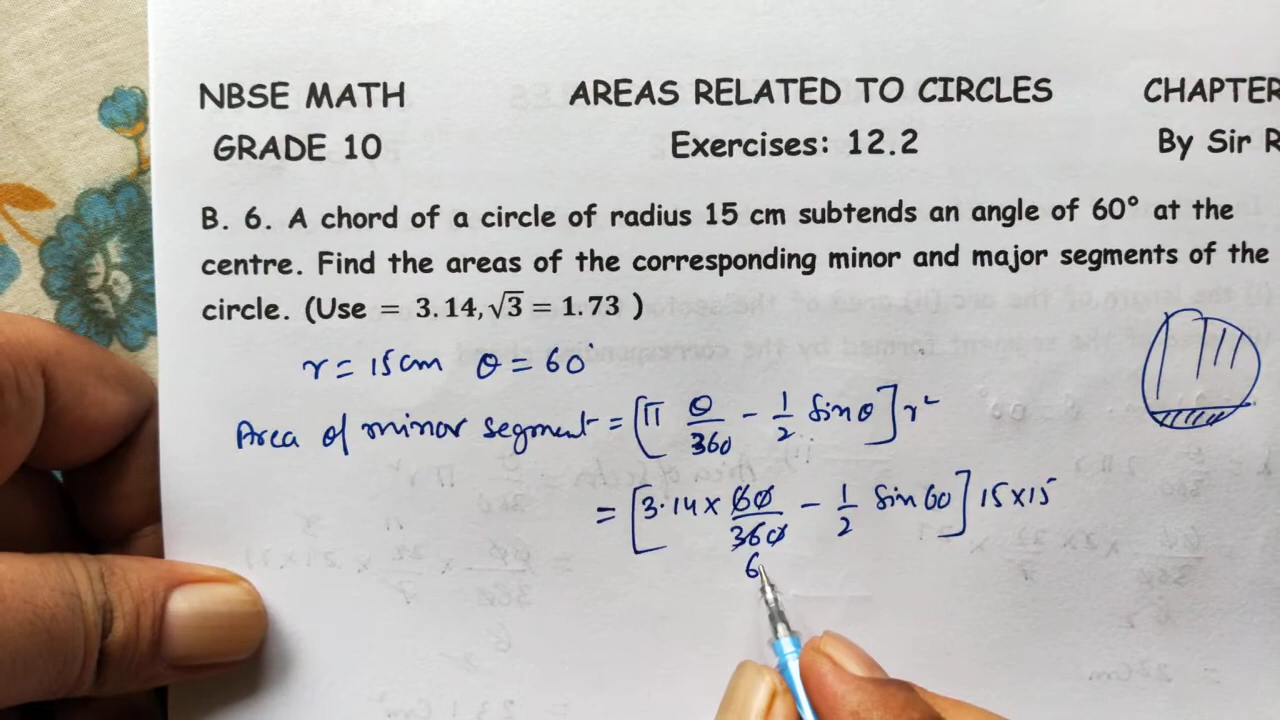 NBSE MATH AREAS RELATED TO CIRCLES CHAPTER
GRADE 10 Exercises: 12.2 By Sir R
B. 6. A chord of a circle of radius 15 cm subtends an angle of 60° at the
centre. Find the areas of the corresponding minor and major segments of the
circle. (Use = 3.14, √3 = 1.73 )
r = 15cm θ = 60°
Area of minor segment = [π θ/360 - 1/2 Sin θ] r²
= [3.14 × 60/360 - 1/2 Sin 60] 15×15
6